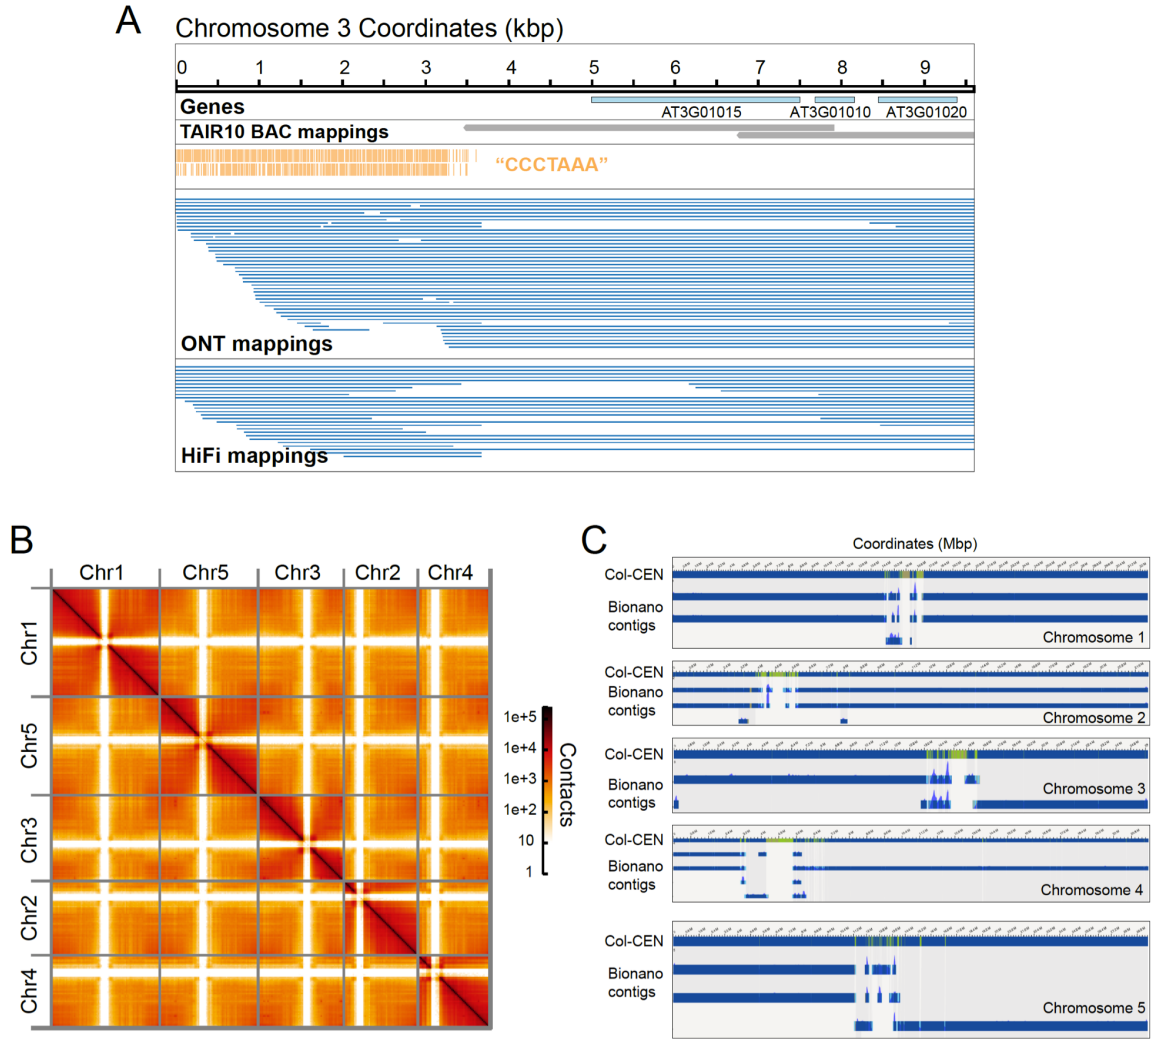 A
Chromosome 3 Coordinates (kbp)
0 1 2 3 4 5 6 7 8 9
Genes
AT3G01015 AT3G01010 AT3G01020
TAIR10 BAC mappings
“CCCTAAA”
ONT mappings
HiFi mappings
B
Chr1 Chr5 Chr3 Chr2 Chr4
Chr1
Chr5
Chr3
Chr2
Chr4
1e+5
1e+4
1e+3
1e+2
10
1
Contacts
C
Coordinates (Mbp)
Col-CEN
Bionano
contigs
Chromosome 1
Col-CEN
Bionano
contigs
Chromosome 2
Col-CEN
Bionano
contigs
Chromosome 3
Col-CEN
Bionano
contigs
Chromosome 4
Col-CEN
Bionano
contigs
Chromosome 5